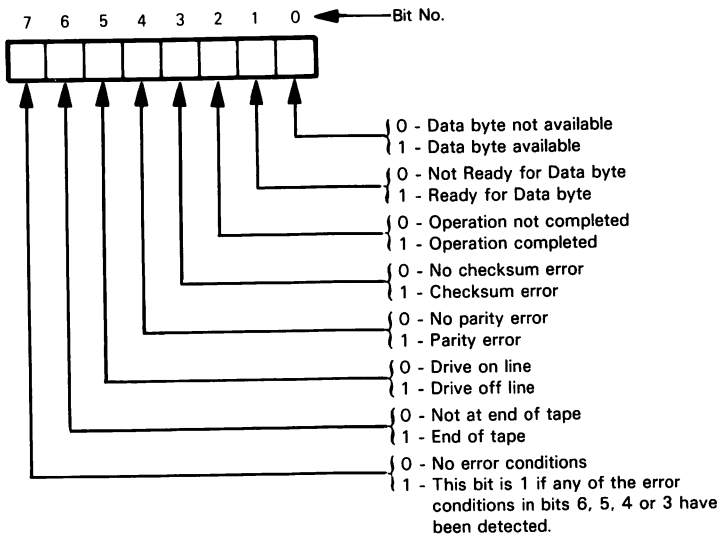 7 6 5 4 3 2 1 0 Bit No.
0 - Data byte not available
1 - Data byte available
0 - Not Ready for Data byte
1 - Ready for Data byte
0 - Operation not completed
1 - Operation completed
0 - No checksum error
1 - Checksum error
0 - No parity error
1 - Parity error
0 - Drive on line
1 - Drive off line
0 - Not at end of tape
1 - End of tape
0 - No error conditions
1 - This bit is 1 if any of the error
conditions in bits 6, 5, 4 or 3 have
been detected.